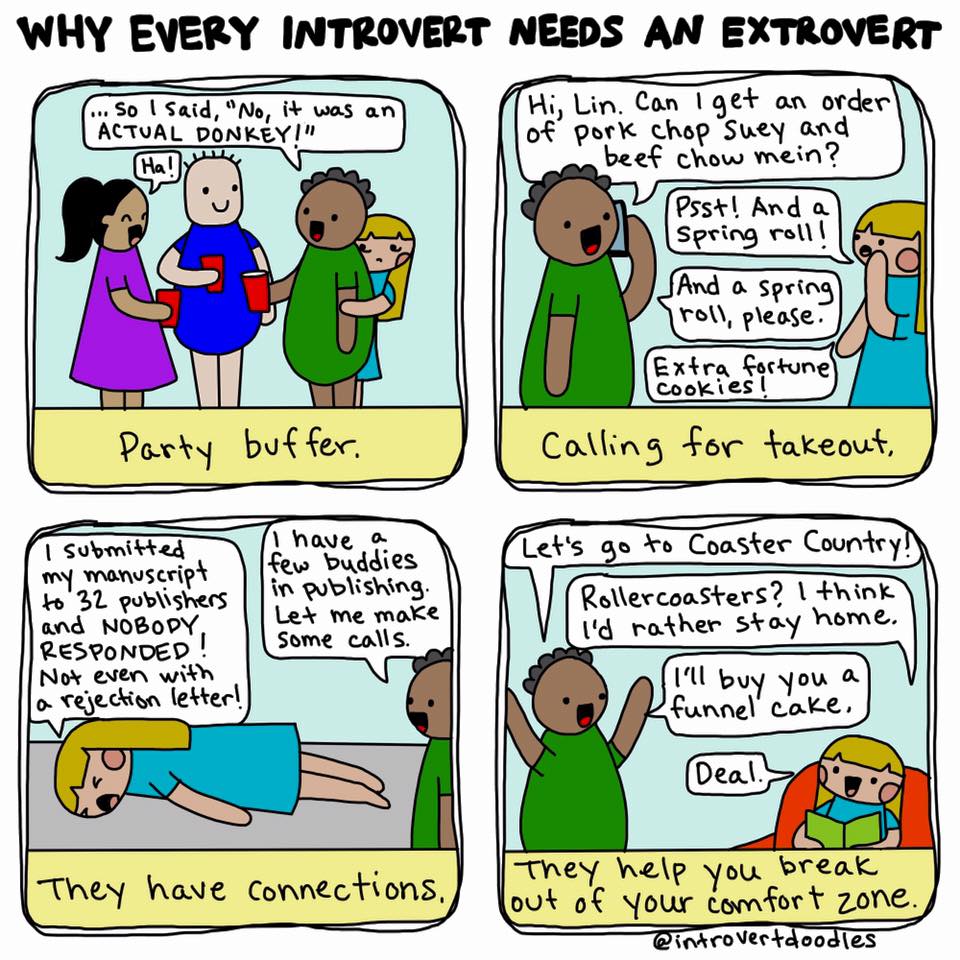 WHY EVERY INTROVERT NEEDS AN EXTROVERT
... So I said, "No, it was an
ACTUAL DONKEY!"
Ha!
Party buffer.
Hi, Lin. Can I get an order
of pork chop Suey and
beef chow mein?
Psst! And a
spring roll!
And a spring
roll, please.
Extra fortune
cookies!
Calling for takeout.
I submitted
my manuscript
to 32 publishers
and NOBODY
RESPONDED!
Not even with
a rejection letter!
I have a
few buddies
in publishing.
Let me make
some calls.
They have connections.
Let's go to Coaster Country!
Rollercoasters? I think
I'd rather stay home.
I'll buy you a
funnel cake.
Deal.
They help you break
out of your comfort zone.
@introvertdoodles